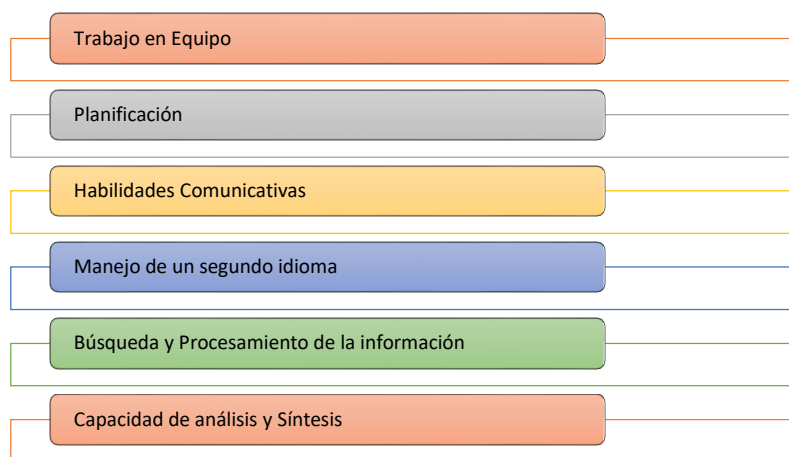 Trabajo en Equipo
Planificación
Habilidades Comunicativas
Manejo de un segundo idioma
Búsqueda y Procesamiento de la información
Capacidad de análisis y Síntesis